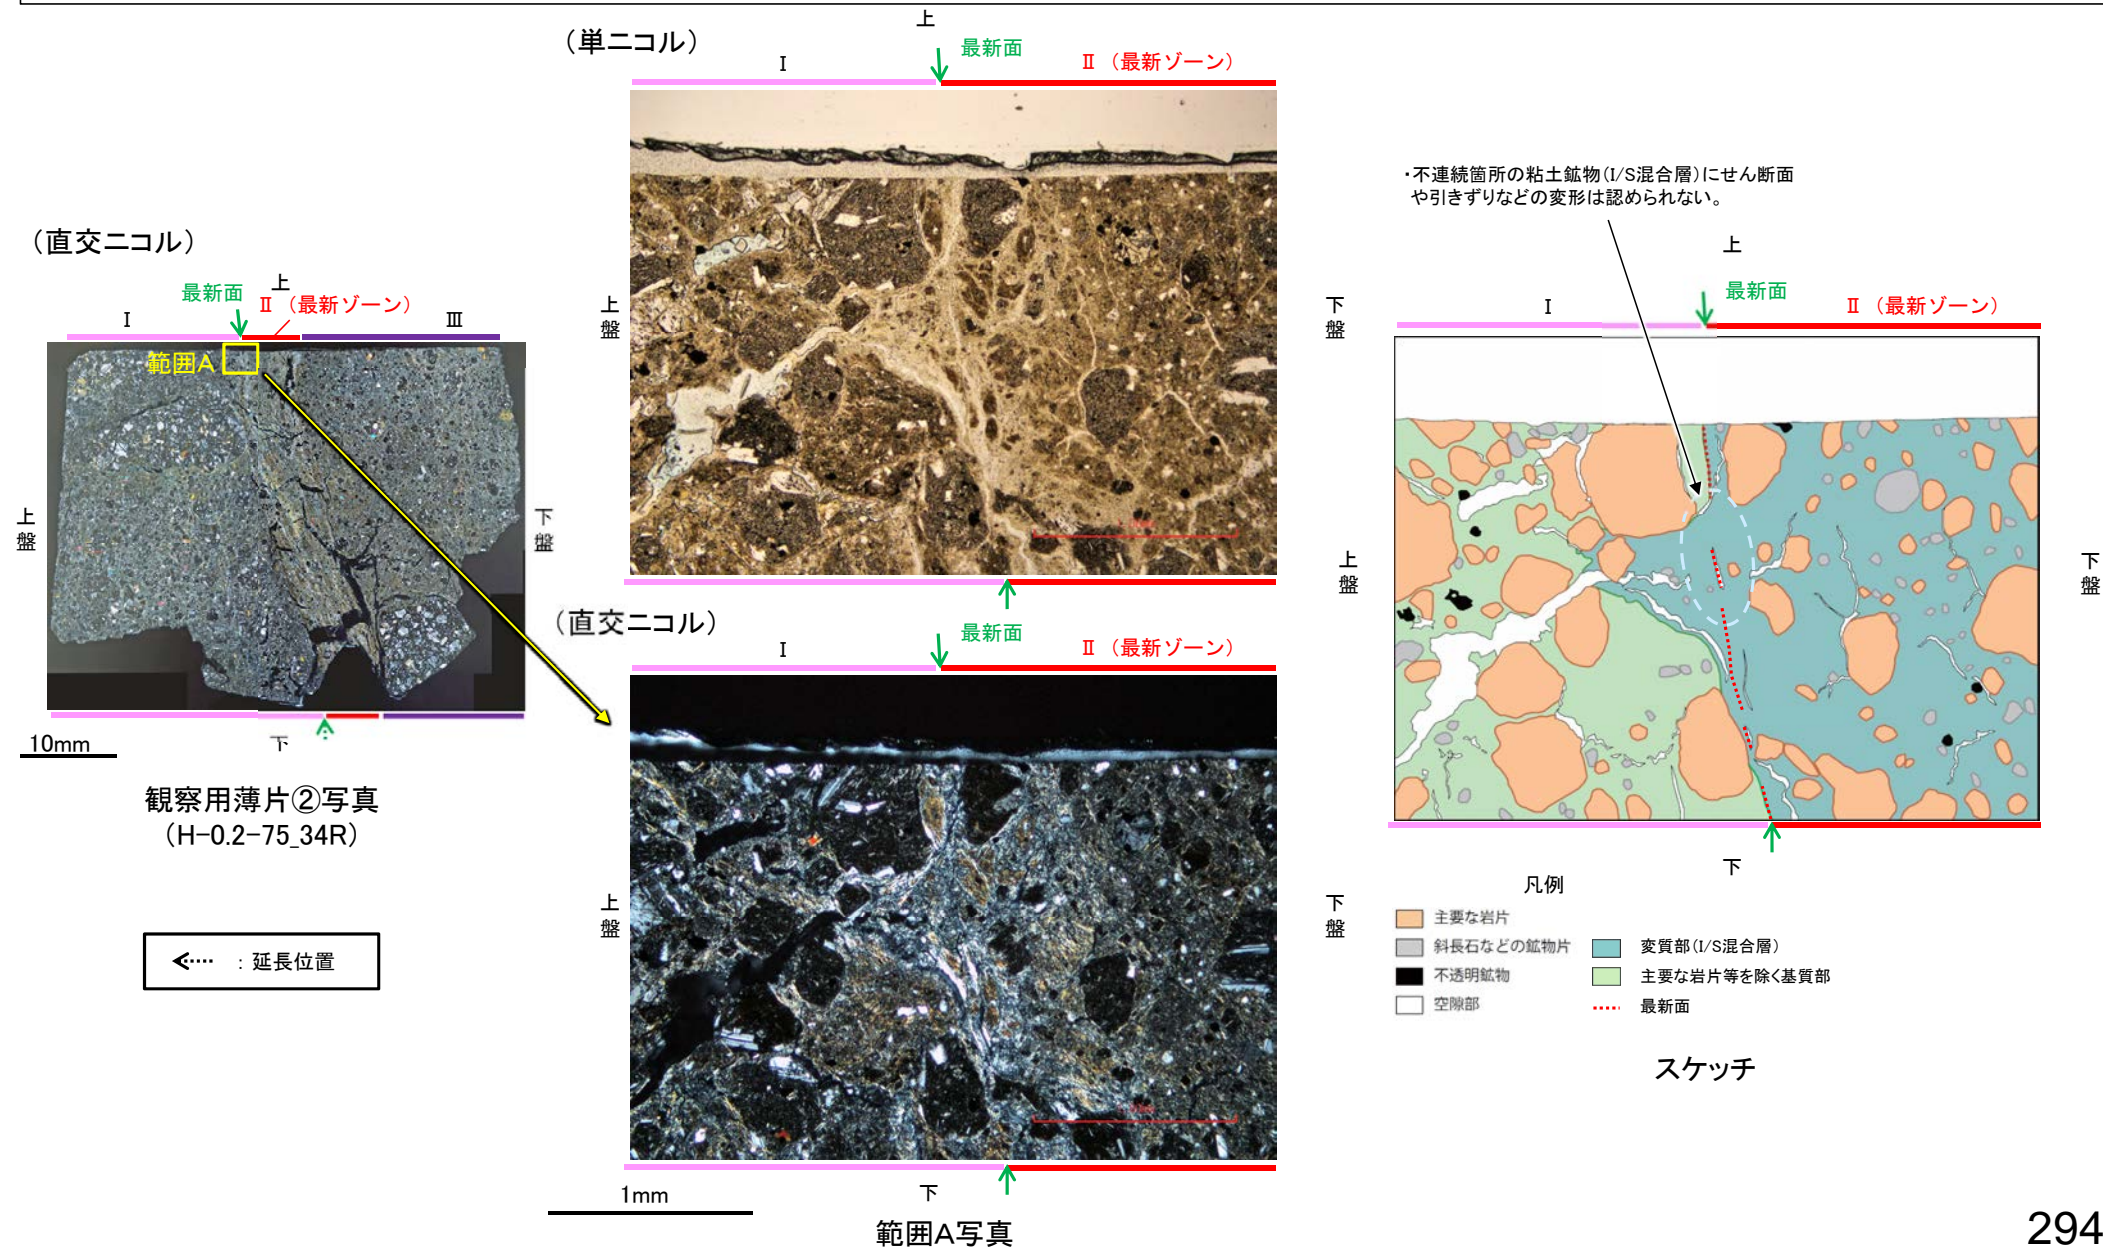 (単ニコル)
上
最新面
Ⅰ
Ⅱ (最新ゾーン)
上盤
下盤
(直交ニコル)
上
最新面
Ⅱ (最新ゾーン)
Ⅰ
Ⅲ
範囲A
上盤
下盤
10mm
下
観察用薄片②写真
(H-0.2-75_34R)
: 延長位置
(直交ニコル)
最新面
Ⅰ
Ⅱ (最新ゾーン)
上盤
下盤
1mm
下
範囲A写真
・不連続箇所の粘土鉱物(I/S混合層)にせん断面
や引きずりなどの変形は認められない。
上
最新面
Ⅰ
Ⅱ (最新ゾーン)
上盤
下盤
下
凡例
主要な岩片
斜長石などの鉱物片
不透明鉱物
空隙部
変質部(I/S混合層)
主要な岩片等を除く基質部
最新面
スケッチ
294